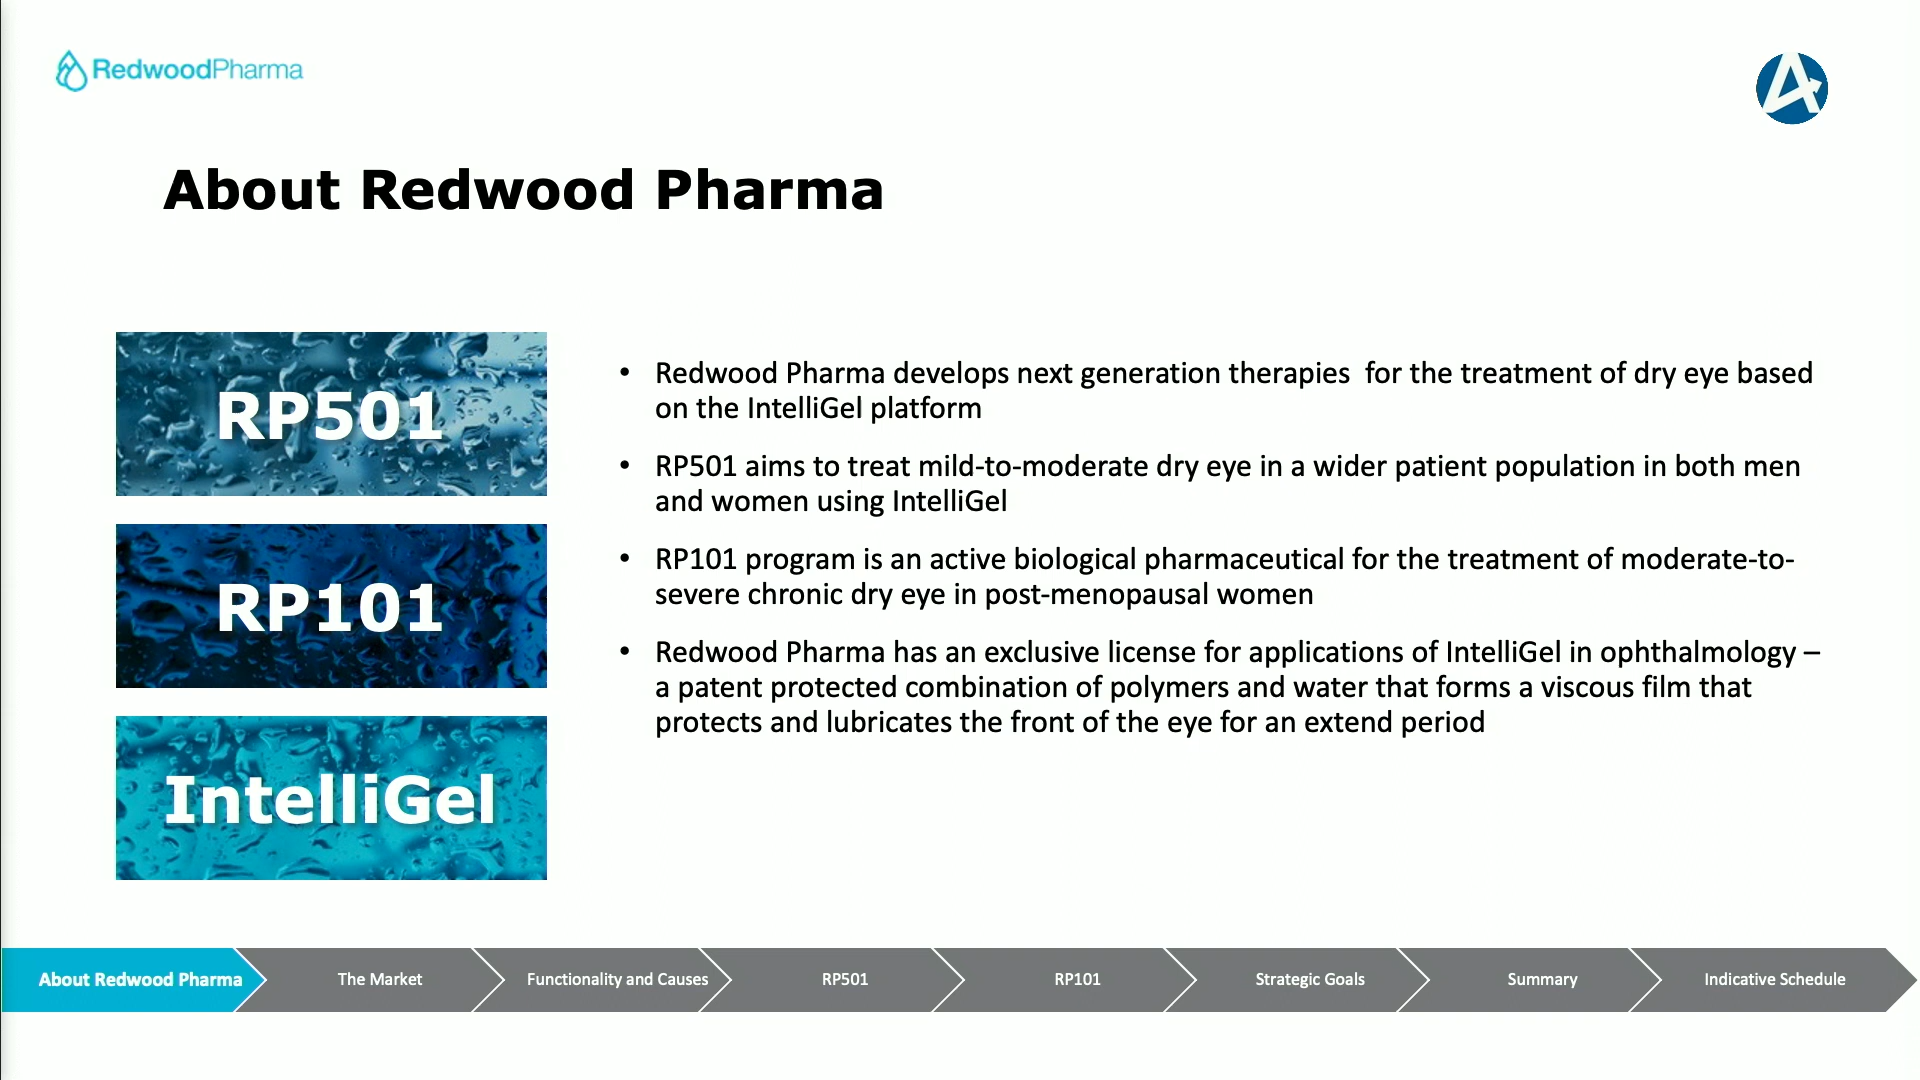 RedwoodPharma
About Redwood Pharma
RP501
RP101
IntelliGel
• Redwood Pharma develops next generation therapies  for the treatment of dry eye based
on the IntelliGel platform
• RP501 aims to treat mild-to-moderate dry eye in a wider patient population in both men
and women using IntelliGel
• RP101 program is an active biological pharmaceutical for the treatment of moderate-to-
severe chronic dry eye in post-menopausal women
• Redwood Pharma has an exclusive license for applications of IntelliGel in ophthalmology –
a patent protected combination of polymers and water that forms a viscous film that
protects and lubricates the front of the eye for an extend period
About Redwood Pharma
The Market
Functionality and Causes
RP501
RP101
Strategic Goals
Summary
Indicative Schedule